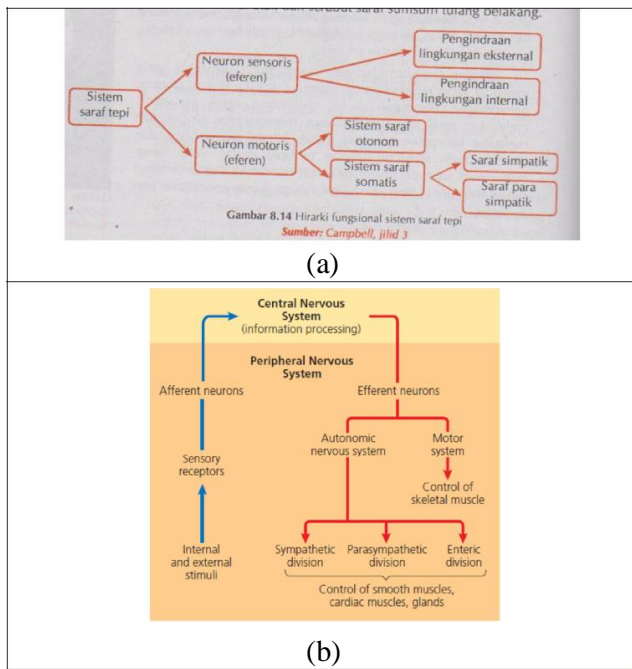 dan serabut saraf sumsum tulang belakang.
Pengindraan
lingkungan eksternal
Neuron sensoris
(eferen)
Pengindraan
lingkungan internal
Sistem
saraf tepi
Sistem saraf
otonom
Neuron motoris
(eferen)
Sistem saraf
somatis
Saraf simpatik
Saraf para
simpatik
Gambar 8.14 Hirarki fungsional sistem saraf tepi
Sumber: Campbell, jilid 3
(a)
Central Nervous
System
(information processing)
Peripheral Nervous
System
Afferent neurons
Efferent neurons
Autonomic
nervous system
Motor
system
Sensory
receptors
Control of
skeletal muscle
Internal
and external
stimuli
Sympathetic
division
Parasympathetic
division
Enteric
division
Control of smooth muscles,
cardiac muscles, glands
(b)